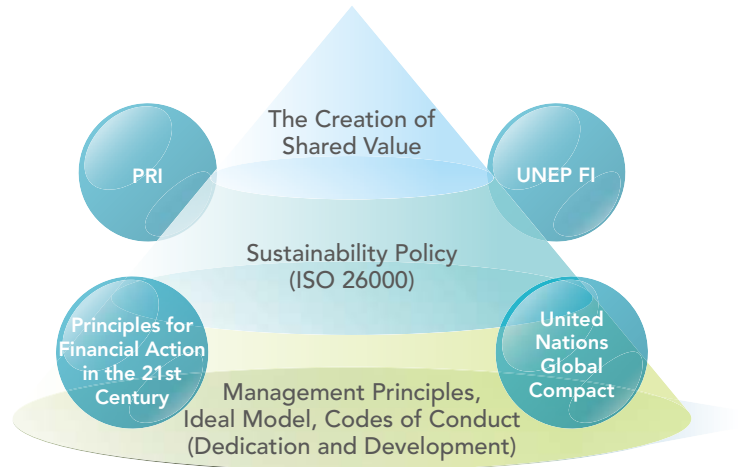 The Creation of
Shared Value
PRI
UNEP FI
Sustainability Policy
(ISO 26000)
Principles for
Financial Action
in the 21st
Century
United
Nations
Global
Compact
Management Principles,
Ideal Model, Codes of Conduct
(Dedication and Development)